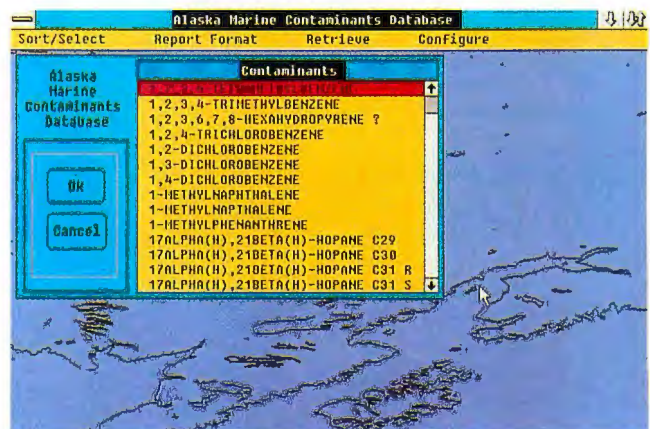 Alaska Marine Contaminants Database
Sort/Select Report Format Retrieve Configure
Alaska
Marine
Contaminants
Database
Ok
Cancel
Contaminants
1,2,3,4-TRIMETHYLBENZENE
1,2,3,6,7,8-HEXAHYDROPYRENE ?
1,2,4-TRICHLOROBENZENE
1,2-DICHLOROBENZENE
1,3-DICHLOROBENZENE
1,4-DICHLOROBENZENE
1-METHYLNAPHTHALENE
1-METHYLNAPTHALENE
1-METHYLPHENANTHRENE
17ALPHA(H),21BETA(H)-HOPANE C29
17ALPHA(H),21BETA(H)-HOPANE C30
17ALPHA(H),21BETA(H)-HOPANE C31 R
17ALPHA(H),21BETA(H)-HOPANE C31 S